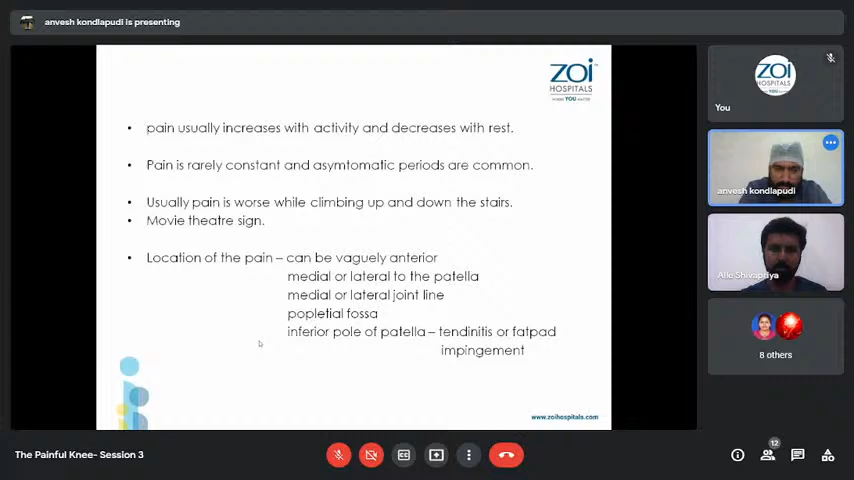 anvesh kondlapudi is presenting
zoi
HOSPITALS
WHERE YOU MATTER
• pain usually increases with activity and decreases with rest.
• Pain is rarely constant and asymtomatic periods are common.
• Usually pain is worse while climbing up and down the stairs.
• Movie theatre sign.
• Location of the pain – can be vaguely anterior
medial or lateral to the patella
medial or lateral joint line
popletial fossa
inferior pole of patella – tendinitis or fatpad
impingement
www.zoihospitals.com
zoi
HOSPITALS
You
anvesh kondlapudi
Alle Shivapriya
8 others
The Painful Knee- Session 3
12